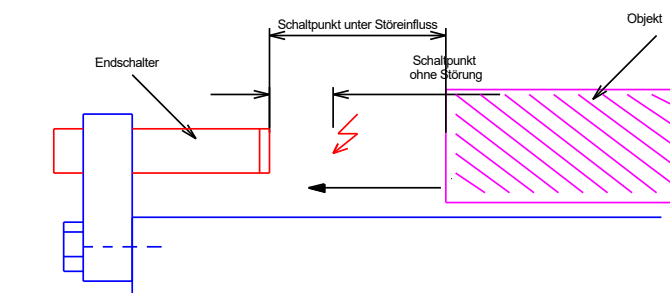 Schaltpunkt unter Störeinfluss
Objekt
Endschalter
Schaltpunkt
ohne Störung